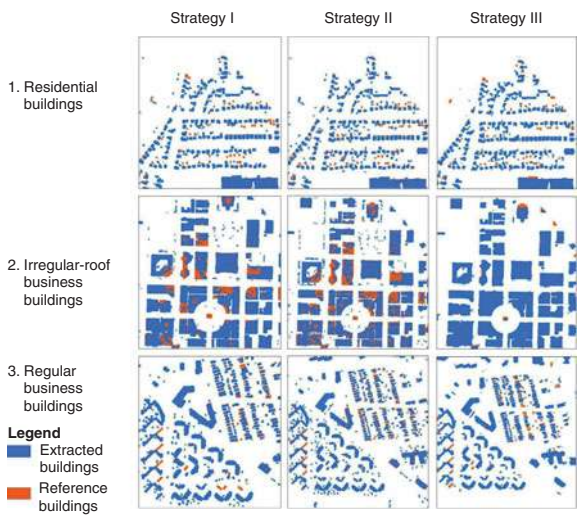 Strategy I
Strategy II
Strategy III
1. Residential
buildings
2. Irregular-roof
business
buildings
3. Regular
business
buildings
Legend
Extracted
buildings
Reference
buildings